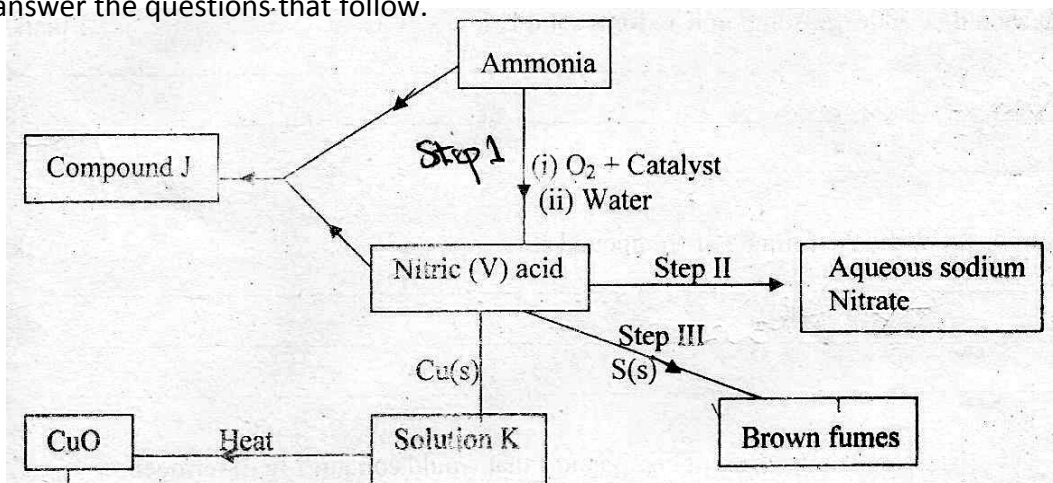 answer the questions that follow.
Ammonia
Compound J
Step 1
(i) O₂ + Catalyst
(ii) Water
Nitric (V) acid
Step II
Aqueous sodium
Nitrate
Step III
Cu(s)
S(s)
CuO
Heat
Solution K
Brown fumes